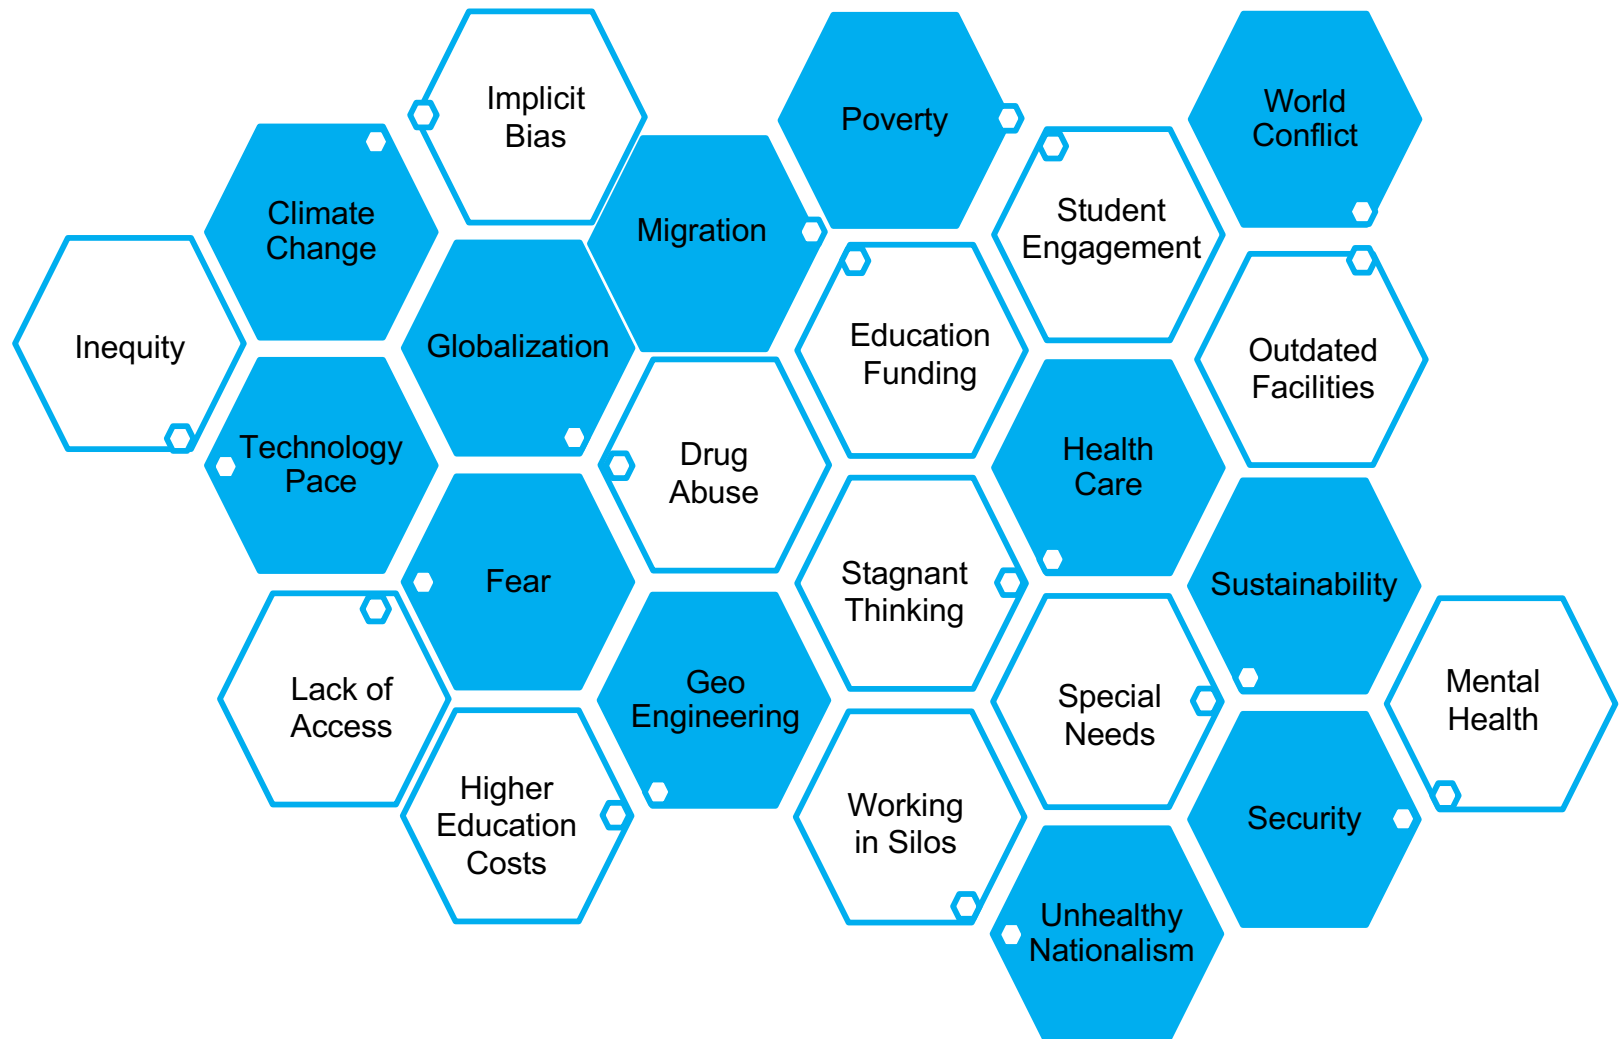 Implicit
Bias
Poverty
World
Conflict
Climate
Change
Migration
Student
Engagement
Inequity
Globalization
Education
Funding
Outdated
Facilities
Technology
Pace
Drug
Abuse
Health
Care
Fear
Stagnant
Thinking
Sustainability
Lack of
Access
Geo
Engineering
Special
Needs
Mental
Health
Higher
Education
Costs
Working
in Silos
Security
Unhealthy
Nationalism